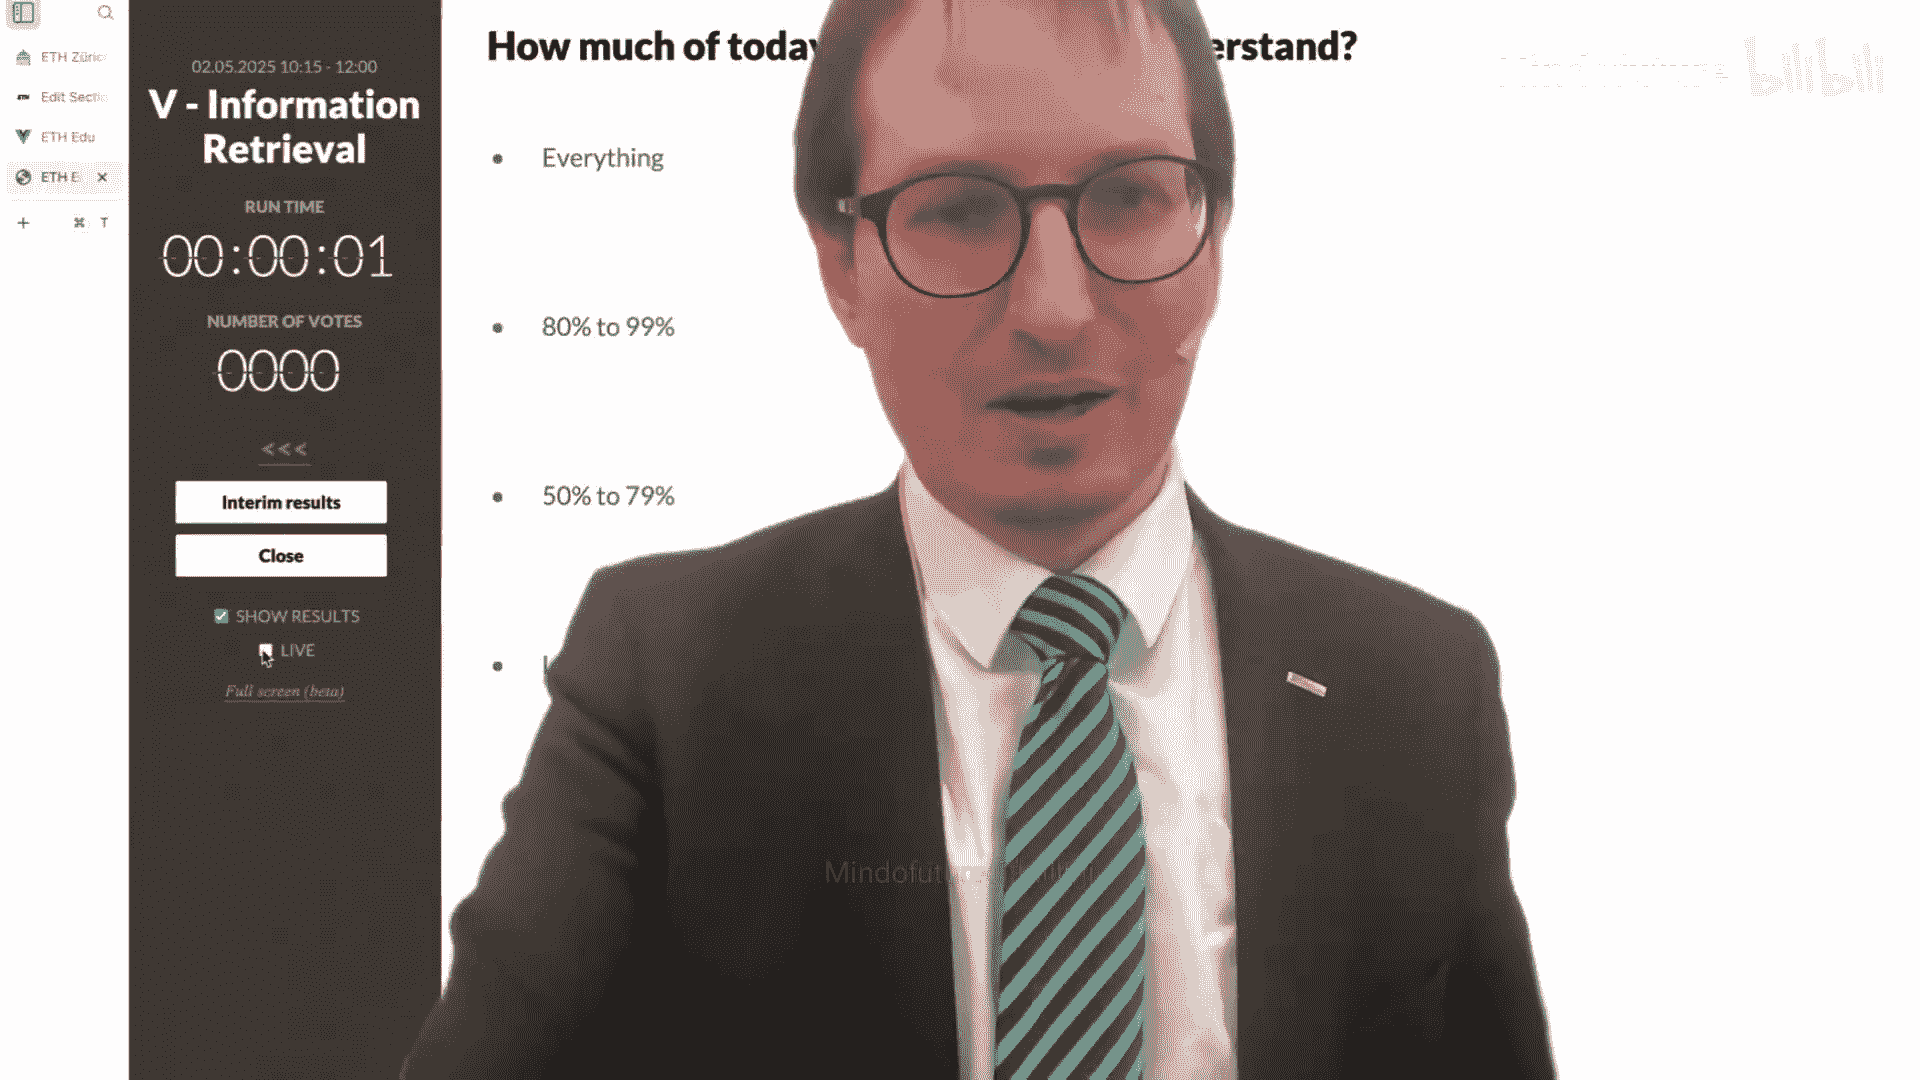 ETH Züric
Edit Sectio
ETH Edu
ETH E
+ ⌘ T
02.05.2025 10:15 - 12:00
V - Information
Retrieval
RUN TIME
00:00:01
NUMBER OF VOTES
0000
<<<
Interim results
Close
SHOW RESULTS
LIVE
Full screen (beta)
How much of today erstand?
• Everything
• 80% to 99%
• 50% to 79%
bilibili